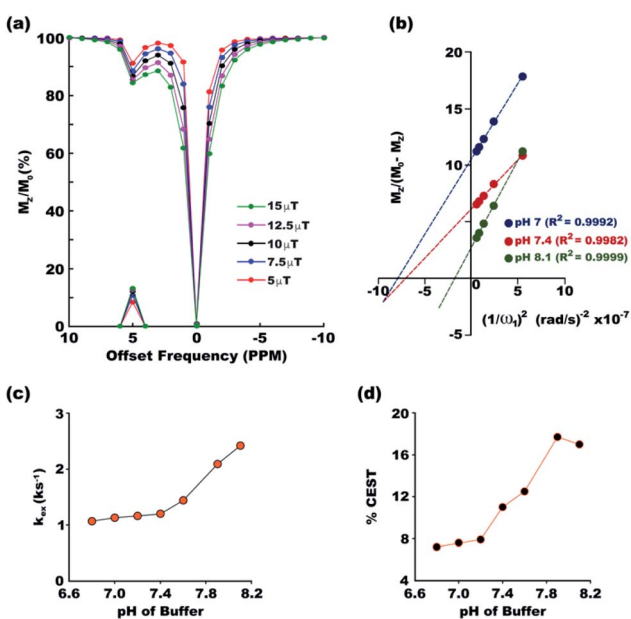 (a)
100
80
60
40
20
0
M_z/M_0(%)
15µT
12.5µT
10µT
7.5µT
5µT
10
5
0
-5
-10
Offset Frequency (PPM)
(b)
20
15
10
-5
M_z/(M_0- M_z)
pH 7 (R² = 0.9992)
pH 7.4 (R² = 0.9982)
pH 8.1 (R² = 0.9999)
-10
-5
0
5
10
(1/ω₁)² (rad/s)⁻² x10⁻⁷
(c)
3
2
1
0
k_ex (ks⁻¹)
6.6
7.0
7.4
7.8
8.2
pH of Buffer
(d)
20
16
12
8
4
% CEST
6.6
7.0
7.4
7.8
8.2
pH of Buffer